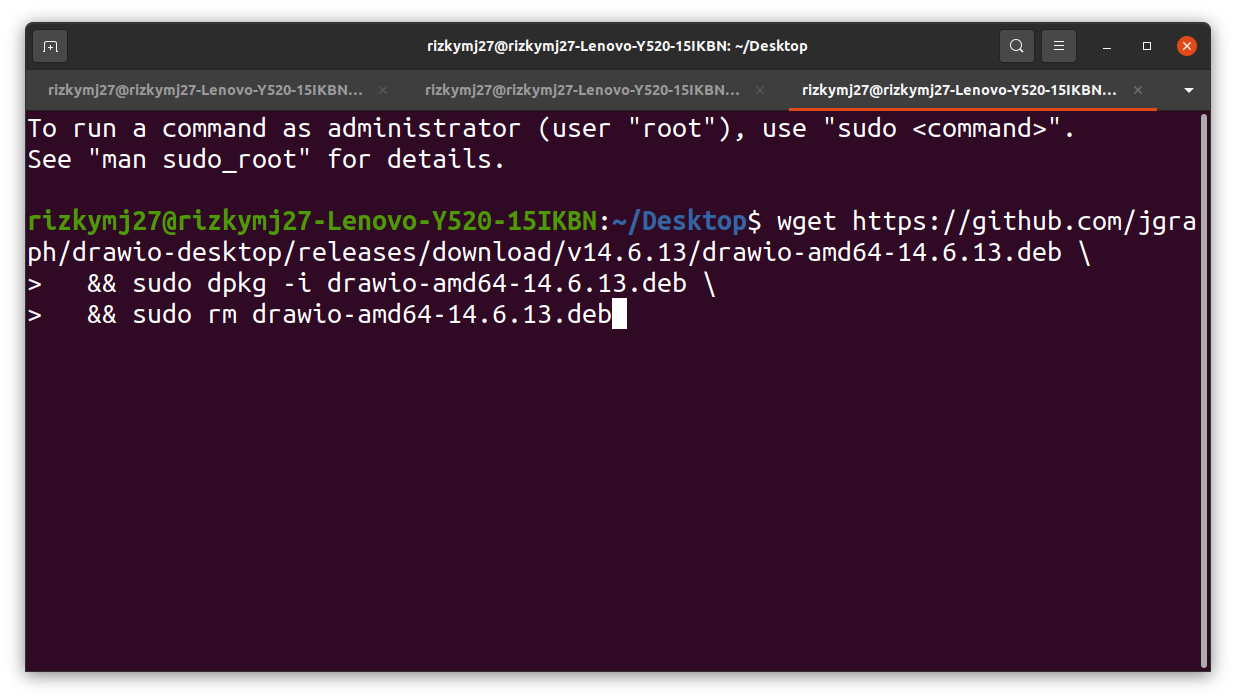 rizkymj27@rizkymj27-Lenovo-Y520-15IKBN: ~/Desktop
rizkymj27@rizkymj27-Lenovo-Y520-15IKBN... rizkymj27@rizkymj27-Lenovo-Y520-15IKBN... rizkymj27@rizkymj27-Lenovo-Y520-15IKBN...
To run a command as administrator (user "root"), use "sudo <command>".
See "man sudo_root" for details.
rizkymj27@rizkymj27-Lenovo-Y520-15IKBN:~/Desktop$ wget https://github.com/jgra
ph/drawio-desktop/releases/download/v14.6.13/drawio-amd64-14.6.13.deb \
>   && sudo dpkg -i drawio-amd64-14.6.13.deb \
>   && sudo rm drawio-amd64-14.6.13.deb